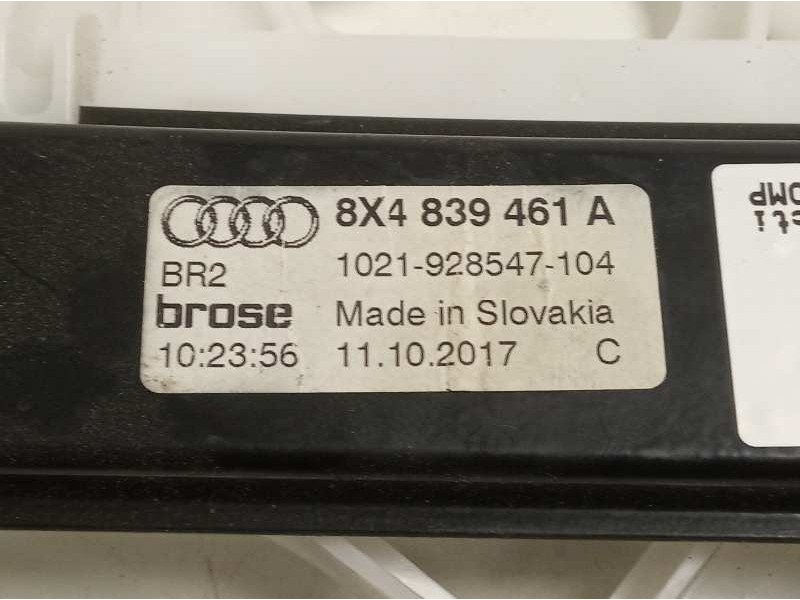 8X4 839 461 A
BR2 1021-928547-104
brose Made in Slovakia
10:23:56 11.10.2017 C